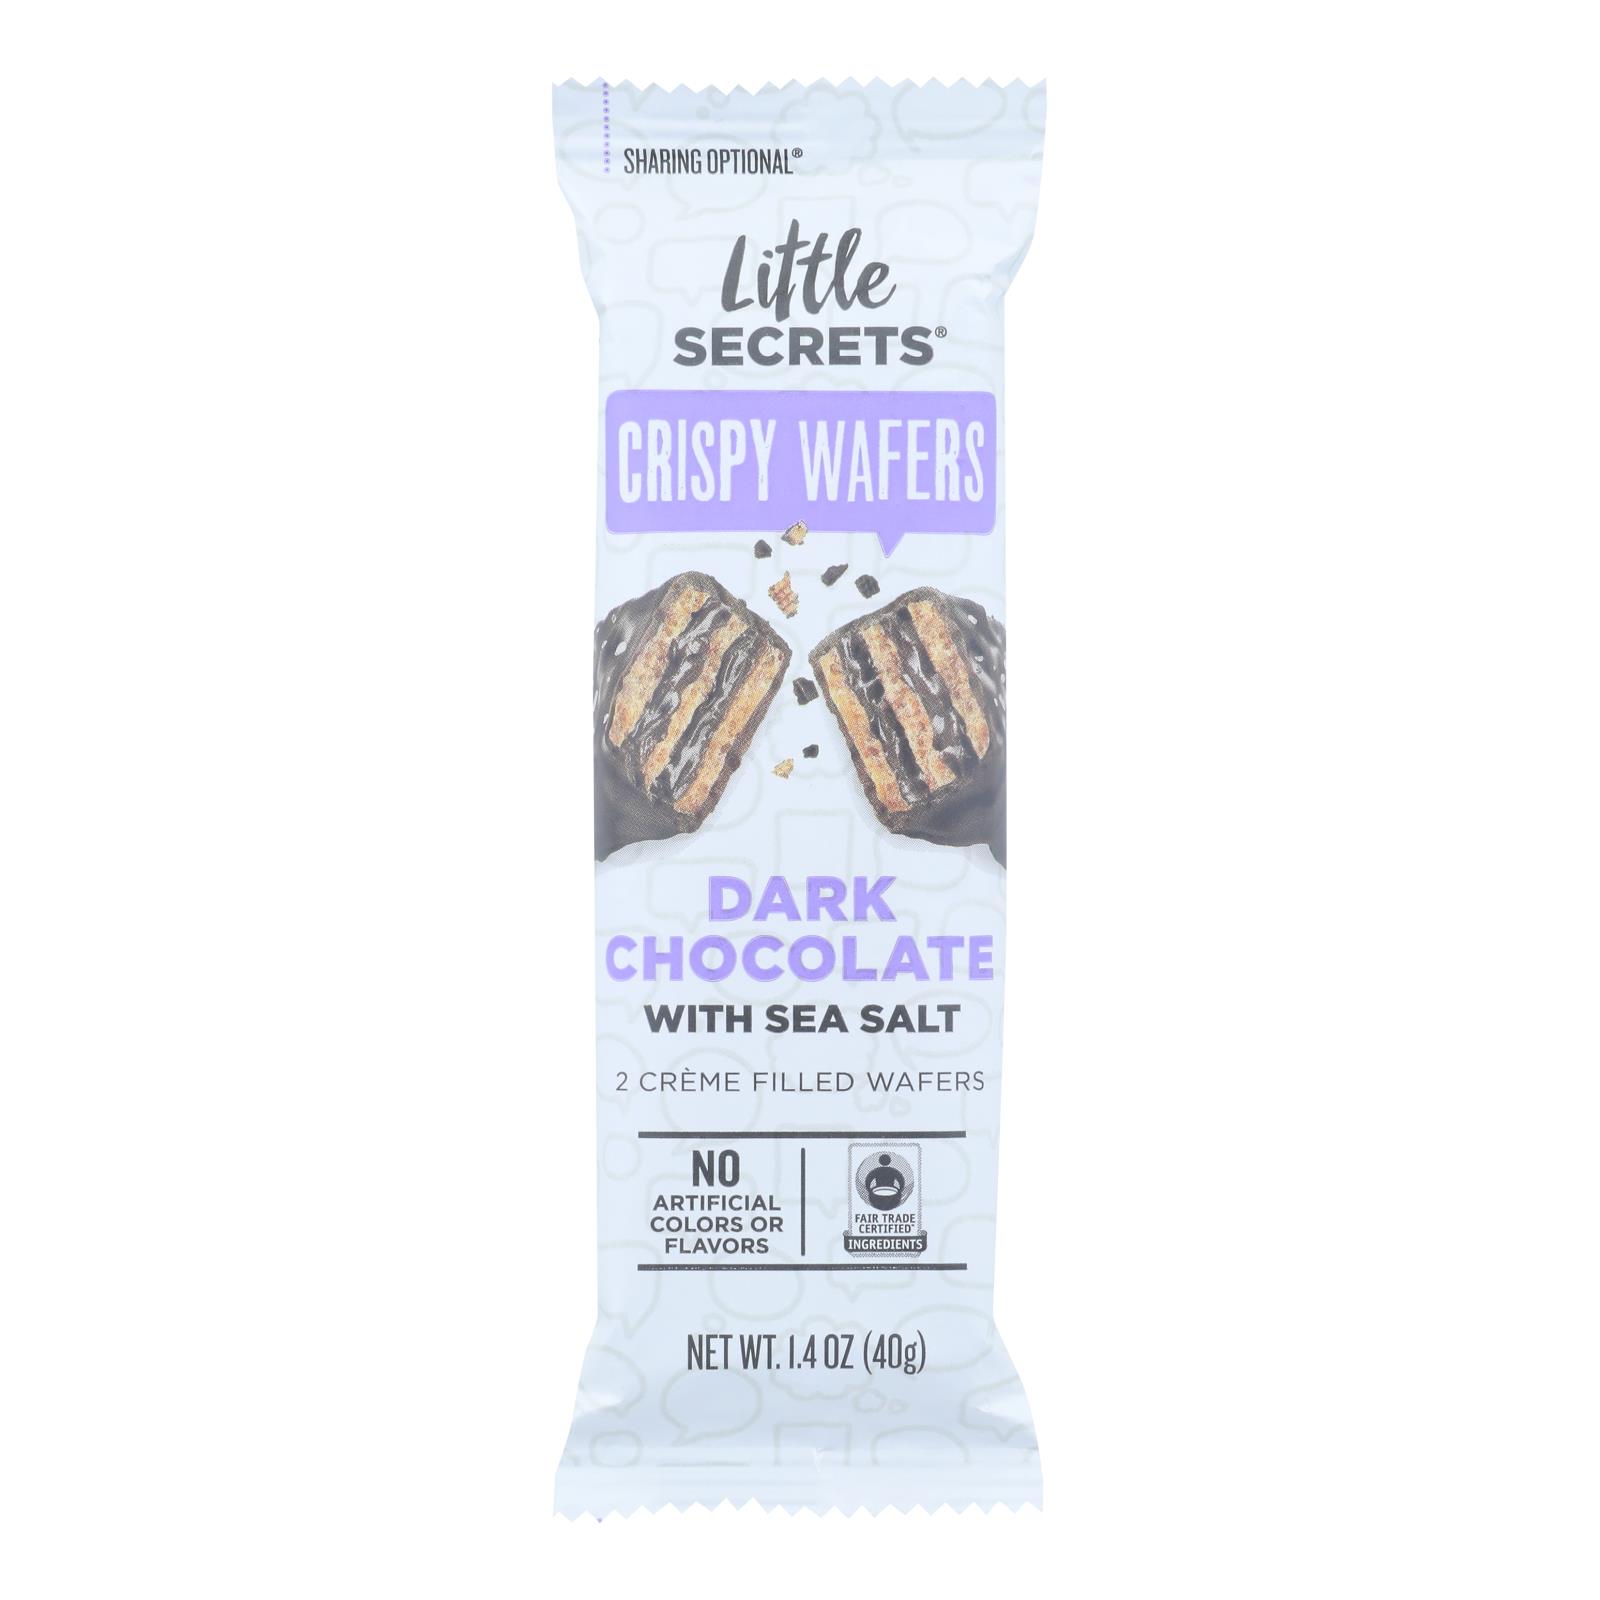 SHARING OPTIONAL®
Little
SECRETS®
CRISPY WAFERS
DARK
CHOCOLATE
WITH SEA SALT
2 CRÈME FILLED WAFERS
NO
ARTIFICIAL
COLORS OR
FLAVORS
FAIR TRADE
CERTIFIED™
INGREDIENTS
NET WT. 1.4 OZ (40g)